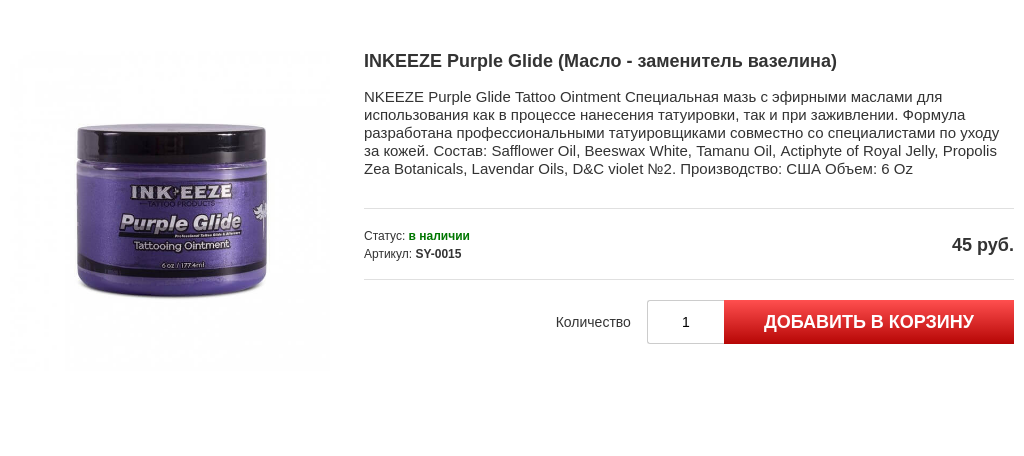 INKEEZE Purple Glide (Масло - заменитель вазелина)
NKEEZE Purple Glide Tattoo Ointment Специальная мазь с эфирными маслами для
использования как в процессе нанесения татуировки, так и при заживлении. Формула
разработана профессиональными татуировщиками совместно со специалистами по уходу
за кожей. Состав: Safflower Oil, Beeswax White, Tamanu Oil, Actiphyte of Royal Jelly, Propolis
Zea Botanicals, Lavendar Oils, D&C violet №2. Производство: США Объем: 6 Oz
INK EEZE
TATTOO PRODUCTS
Purple Glide
Tattooing Ointment
6 oz / 177.4ml
Статус: в наличии
Артикул: SY-0015
45 руб.
Количество
1
ДОБАВИТЬ В КОРЗИНУ